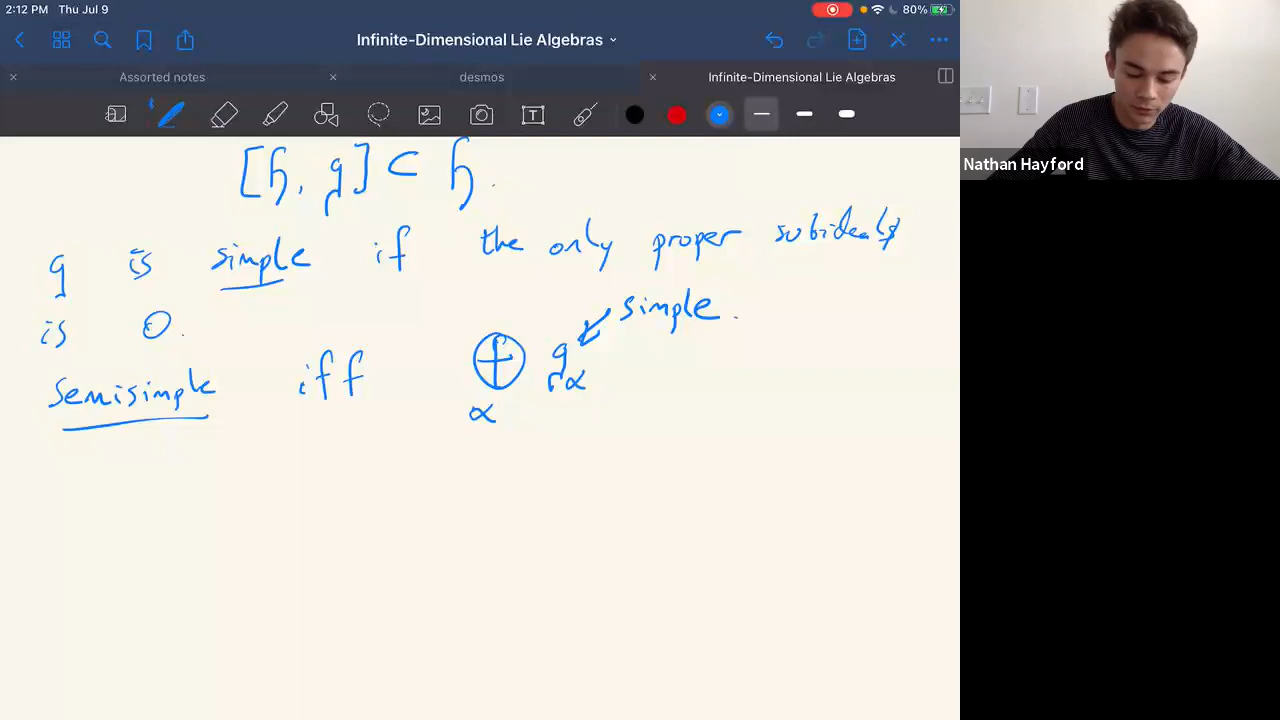 2:12 PM Thu Jul 9
80%
Infinite-Dimensional Lie Algebras
Assorted notes
desmos
Infinite-Dimensional Lie Algebras
T
Nathan Hayford
[𝔥, 𝔤] ⊂ 𝔥.
𝔤 is simple if the only proper subideals
is 0.
simple.
semisimple iff ⊕ 𝔤α
α